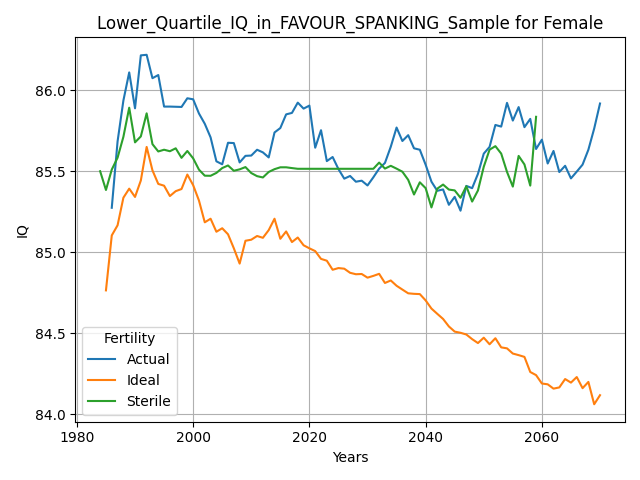 Lower_Quartile_IQ_in_FAVOUR_SPANKING_Sample for Female
IQ
86.0
85.5
85.0
84.5
84.0
Fertility
Actual
Ideal
Sterile
1980
2000
2020
2040
2060
Years